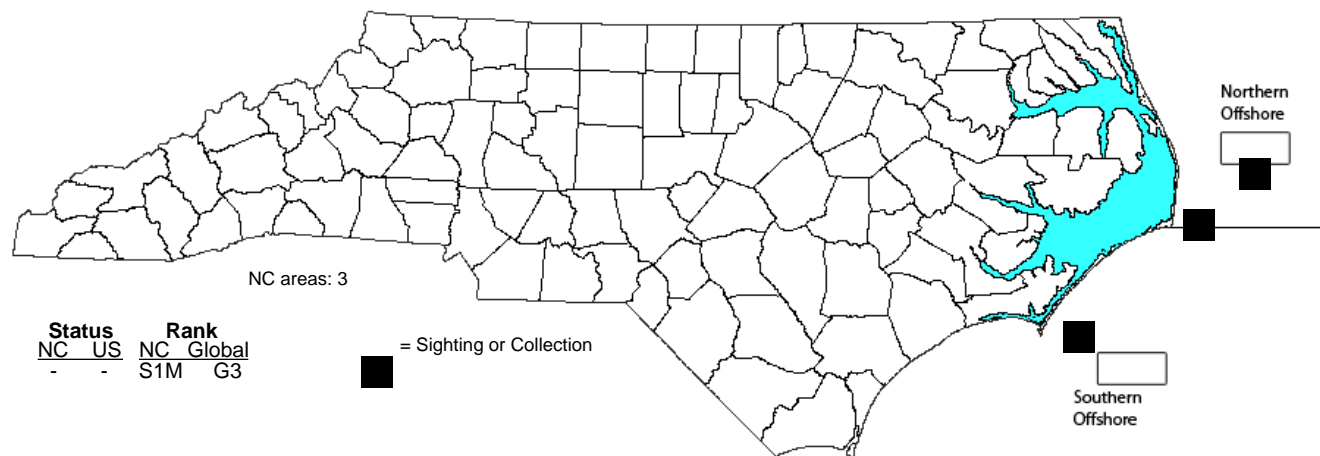 Northern
Offshore
NC areas: 3
Status Rank
NC US NC Global
- - S1M G3
= Sighting or Collection
Southern
Offshore